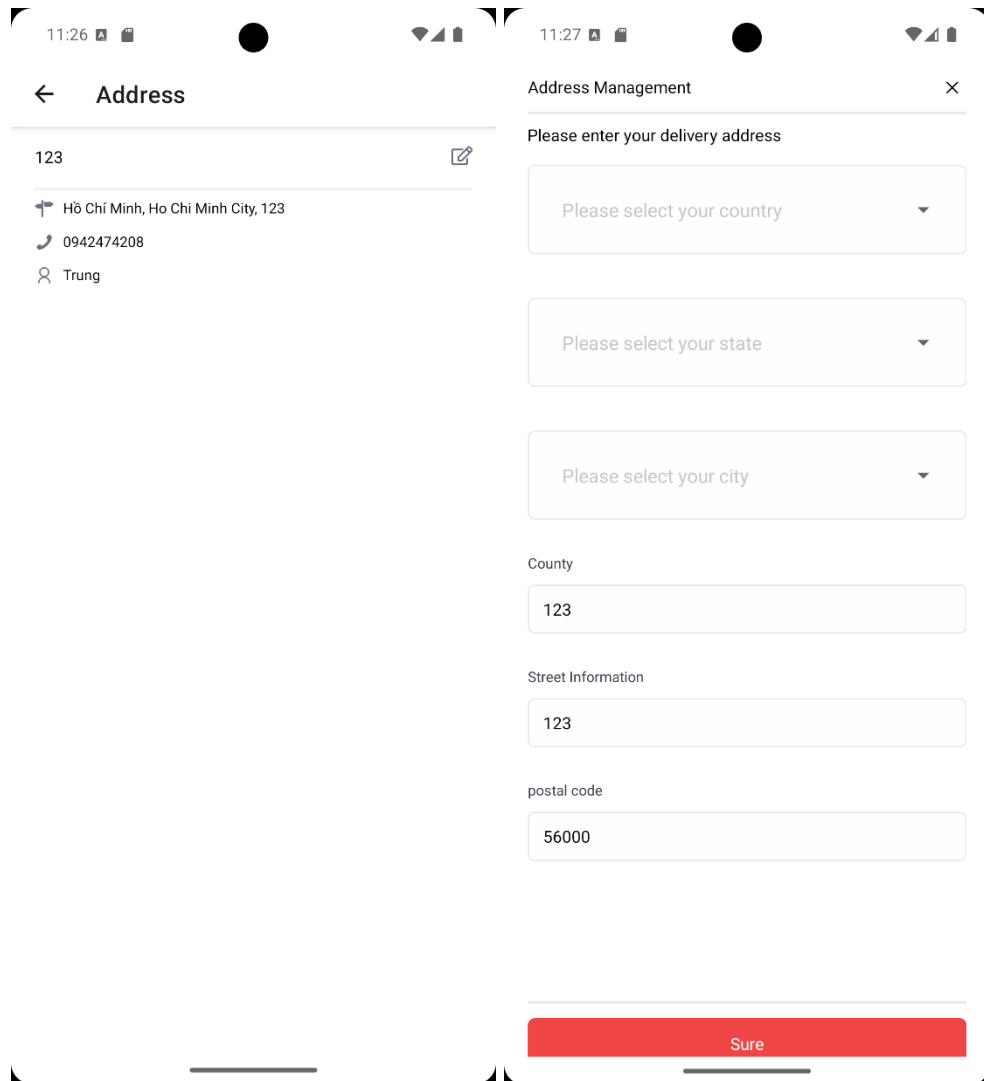 11:26
Address
123
Hồ Chí Minh, Ho Chi Minh City, 123
0942474208
Trung
11:27
Address Management
Please enter your delivery address
Please select your country
Please select your state
Please select your city
County
123
Street Information
123
postal code
56000
Sure